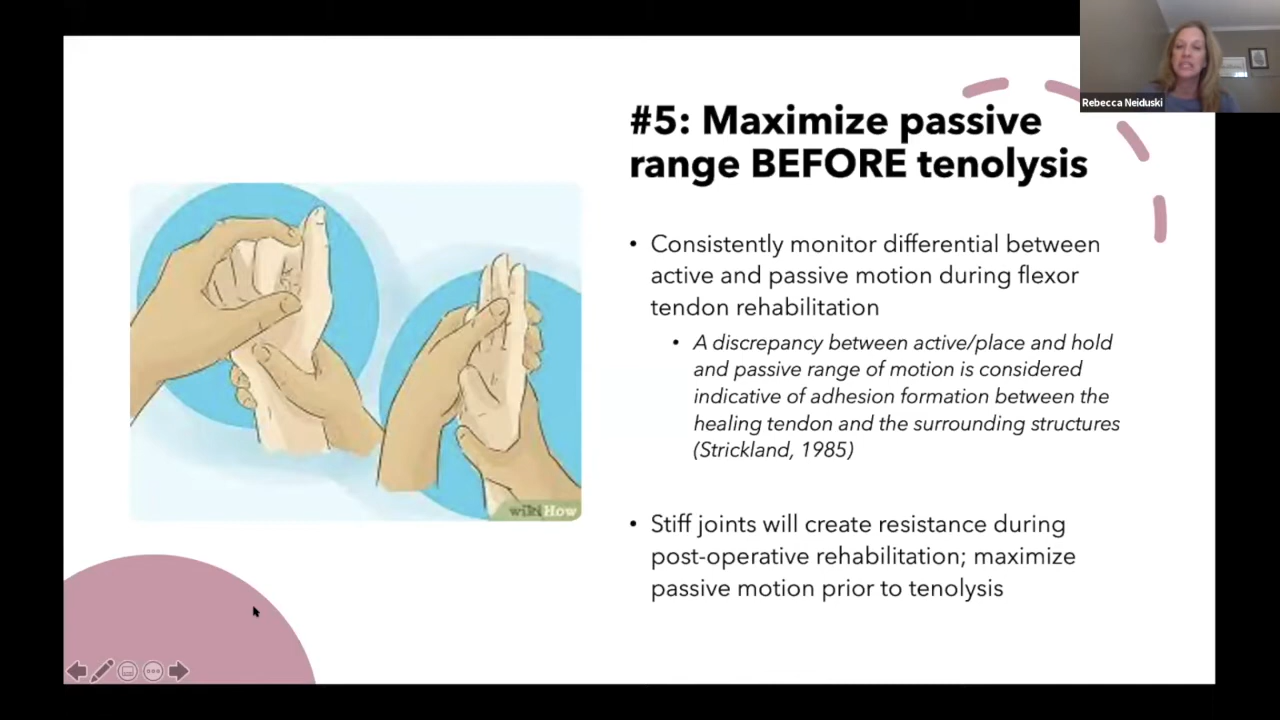 Rebecca Neiduski
#5: Maximize passive
range BEFORE tenolysis
• Consistently monitor differential between
active and passive motion during flexor
tendon rehabilitation
• A discrepancy between active/place and hold
and passive range of motion is considered
indicative of adhesion formation between the
healing tendon and the surrounding structures
(Strickland, 1985)
• Stiff joints will create resistance during
post-operative rehabilitation; maximize
passive motion prior to tenolysis
wikiHow